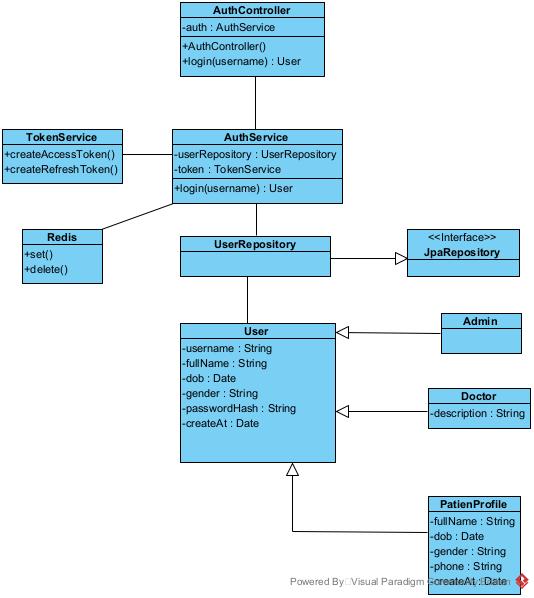 AuthController
-auth : AuthService
+AuthController()
+login(username) : User
TokenService
+createAccessToken()
+createRefreshToken()
AuthService
-userRepository : UserRepository
-token : TokenService
+login(username) : User
Redis
+set()
+delete()
UserRepository
<<Interface>>
JpaRepository
User
-username : String
-fullName : String
-dob : Date
-gender : String
-passwordHash : String
-createAt : Date
Admin
Doctor
-description : String
PatienProfile
-fullName : String
-dob : Date
-gender : String
-phone : String
-createAt : Date
Powered By Visual Paradigm Community Edition